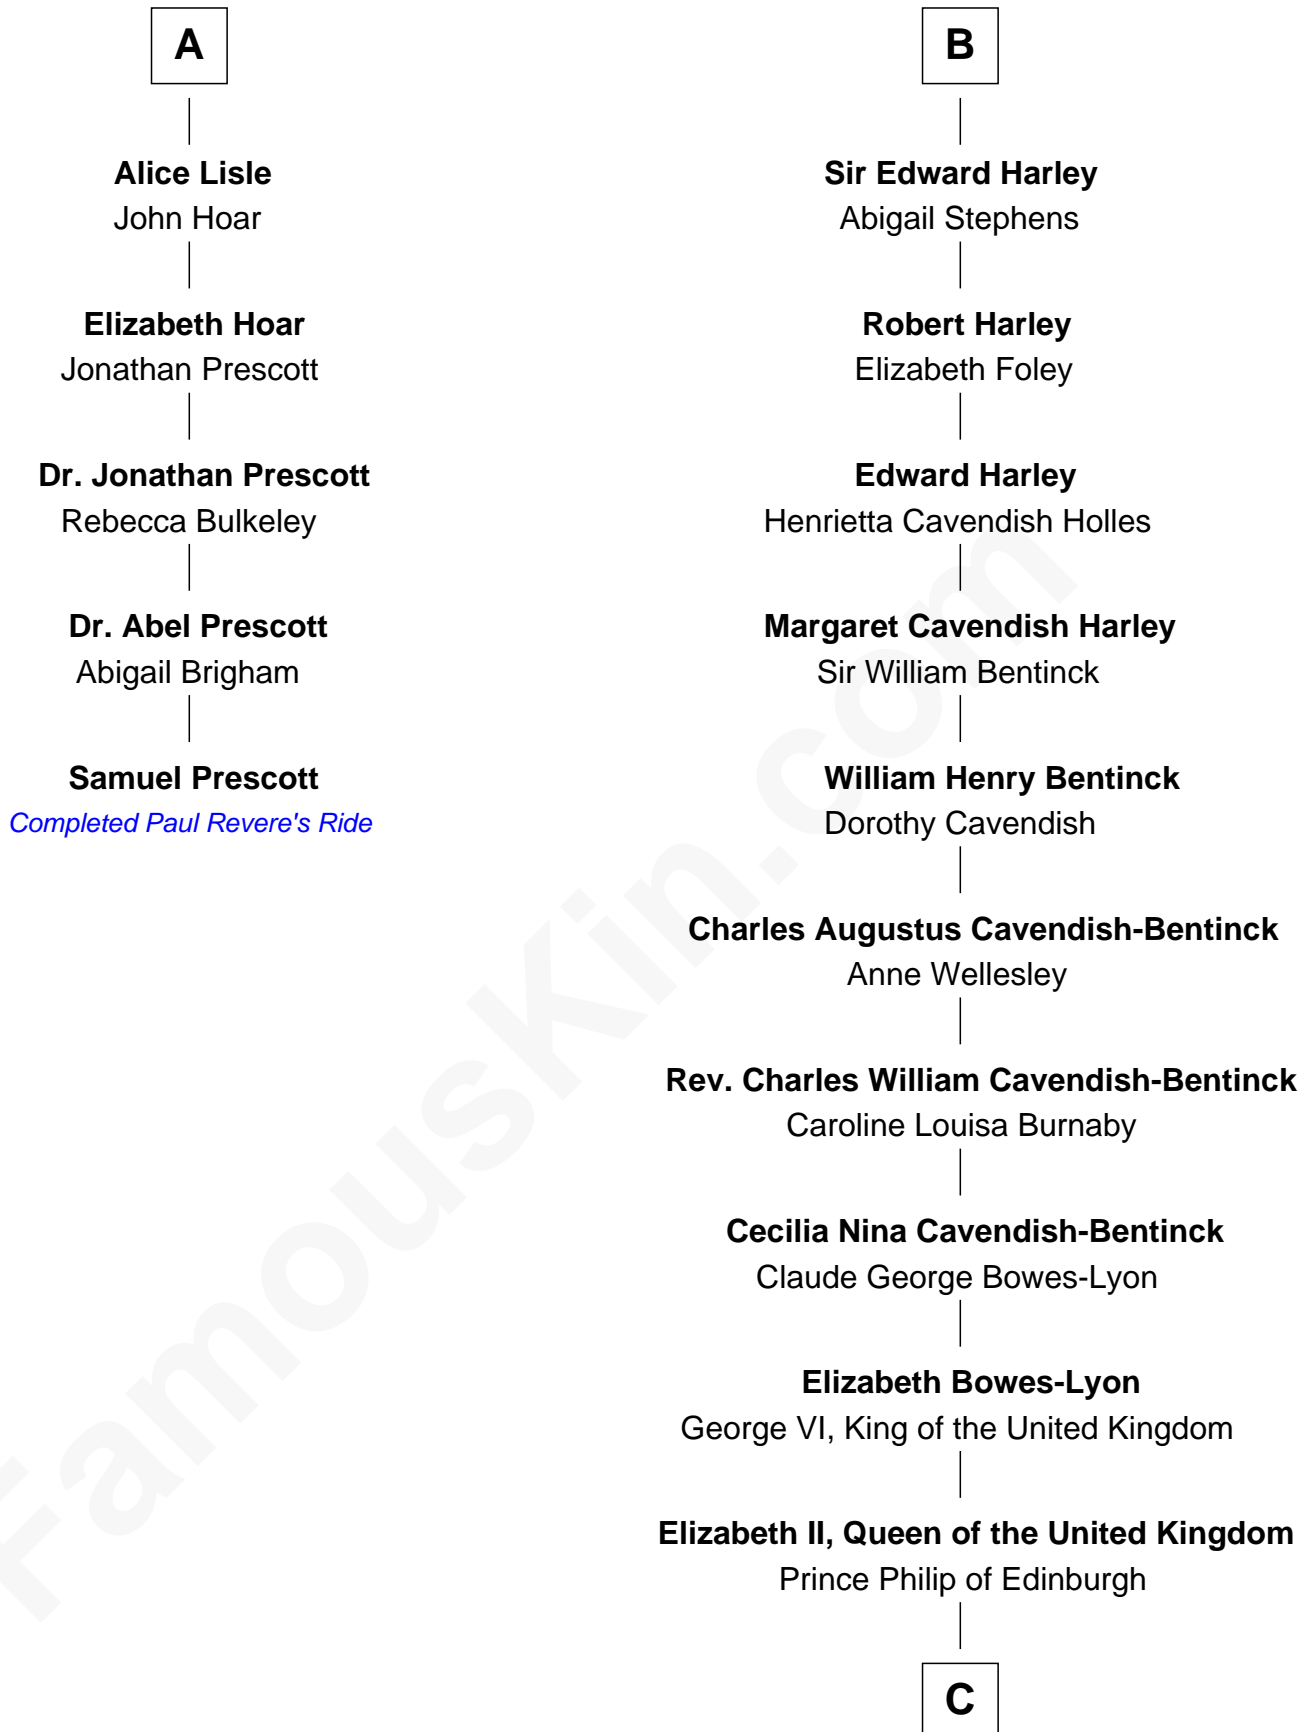 A
Alice Lisle
John Hoar
Elizabeth Hoar
Jonathan Prescott
Dr. Jonathan Prescott
Rebecca Bulkeley
Dr. Abel Prescott
Abigail Brigham
Samuel Prescott
Completed Paul Revere's Ride
B
Sir Edward Harley
Abigail Stephens
Robert Harley
Elizabeth Foley
Edward Harley
Henrietta Cavendish Holles
Margaret Cavendish Harley
Sir William Bentinck
William Henry Bentinck
Dorothy Cavendish
Charles Augustus Cavendish-Bentinck
Anne Wellesley
Rev. Charles William Cavendish-Bentinck
Caroline Louisa Burnaby
Cecilia Nina Cavendish-Bentinck
Claude George Bowes-Lyon
Elizabeth Bowes-Lyon
George VI, King of the United Kingdom
Elizabeth II, Queen of the United Kingdom
Prince Philip of Edinburgh
C
FamousKin.com